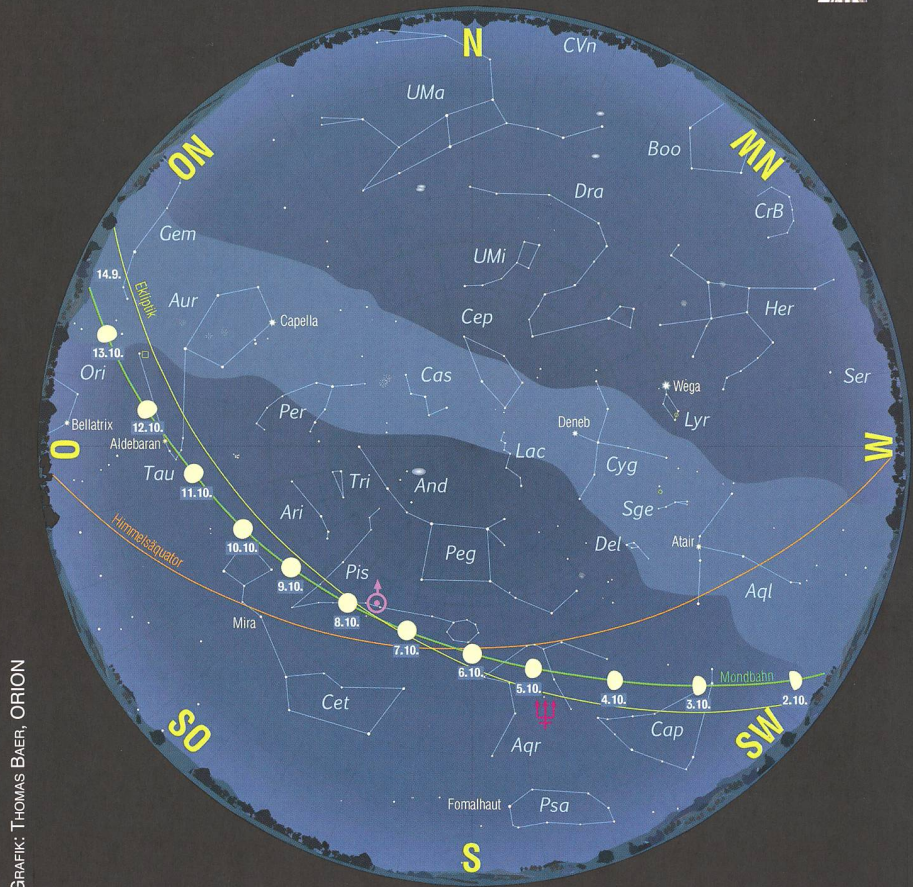 N
CVn
UMa
NO
NW
Boo
Dra
CrB
Gem
UMi
14.9.
Ekliptik
Aur
Her
Capella
Cep
13.10.
Ori
Cas
Ser
Wega
Per
Lyr
Bellatrix
12.10.
Deneb
O
Aldebaran
W
Lac
Cyg
Tau
Tri
And
11.10.
Ari
Sge
Himmelsäquator
10.10.
Del
Atair
Peg
Pis
9.10.
Aql
Mira
8.10.
7.10.
6.10.
Mondbahn
5.10.
4.10.
3.10.
2.10.
Cet
Cap
SO
SW
Aqr
Fomalhaut
Psa
S
GRAFIK: THOMAS BAER, ORION